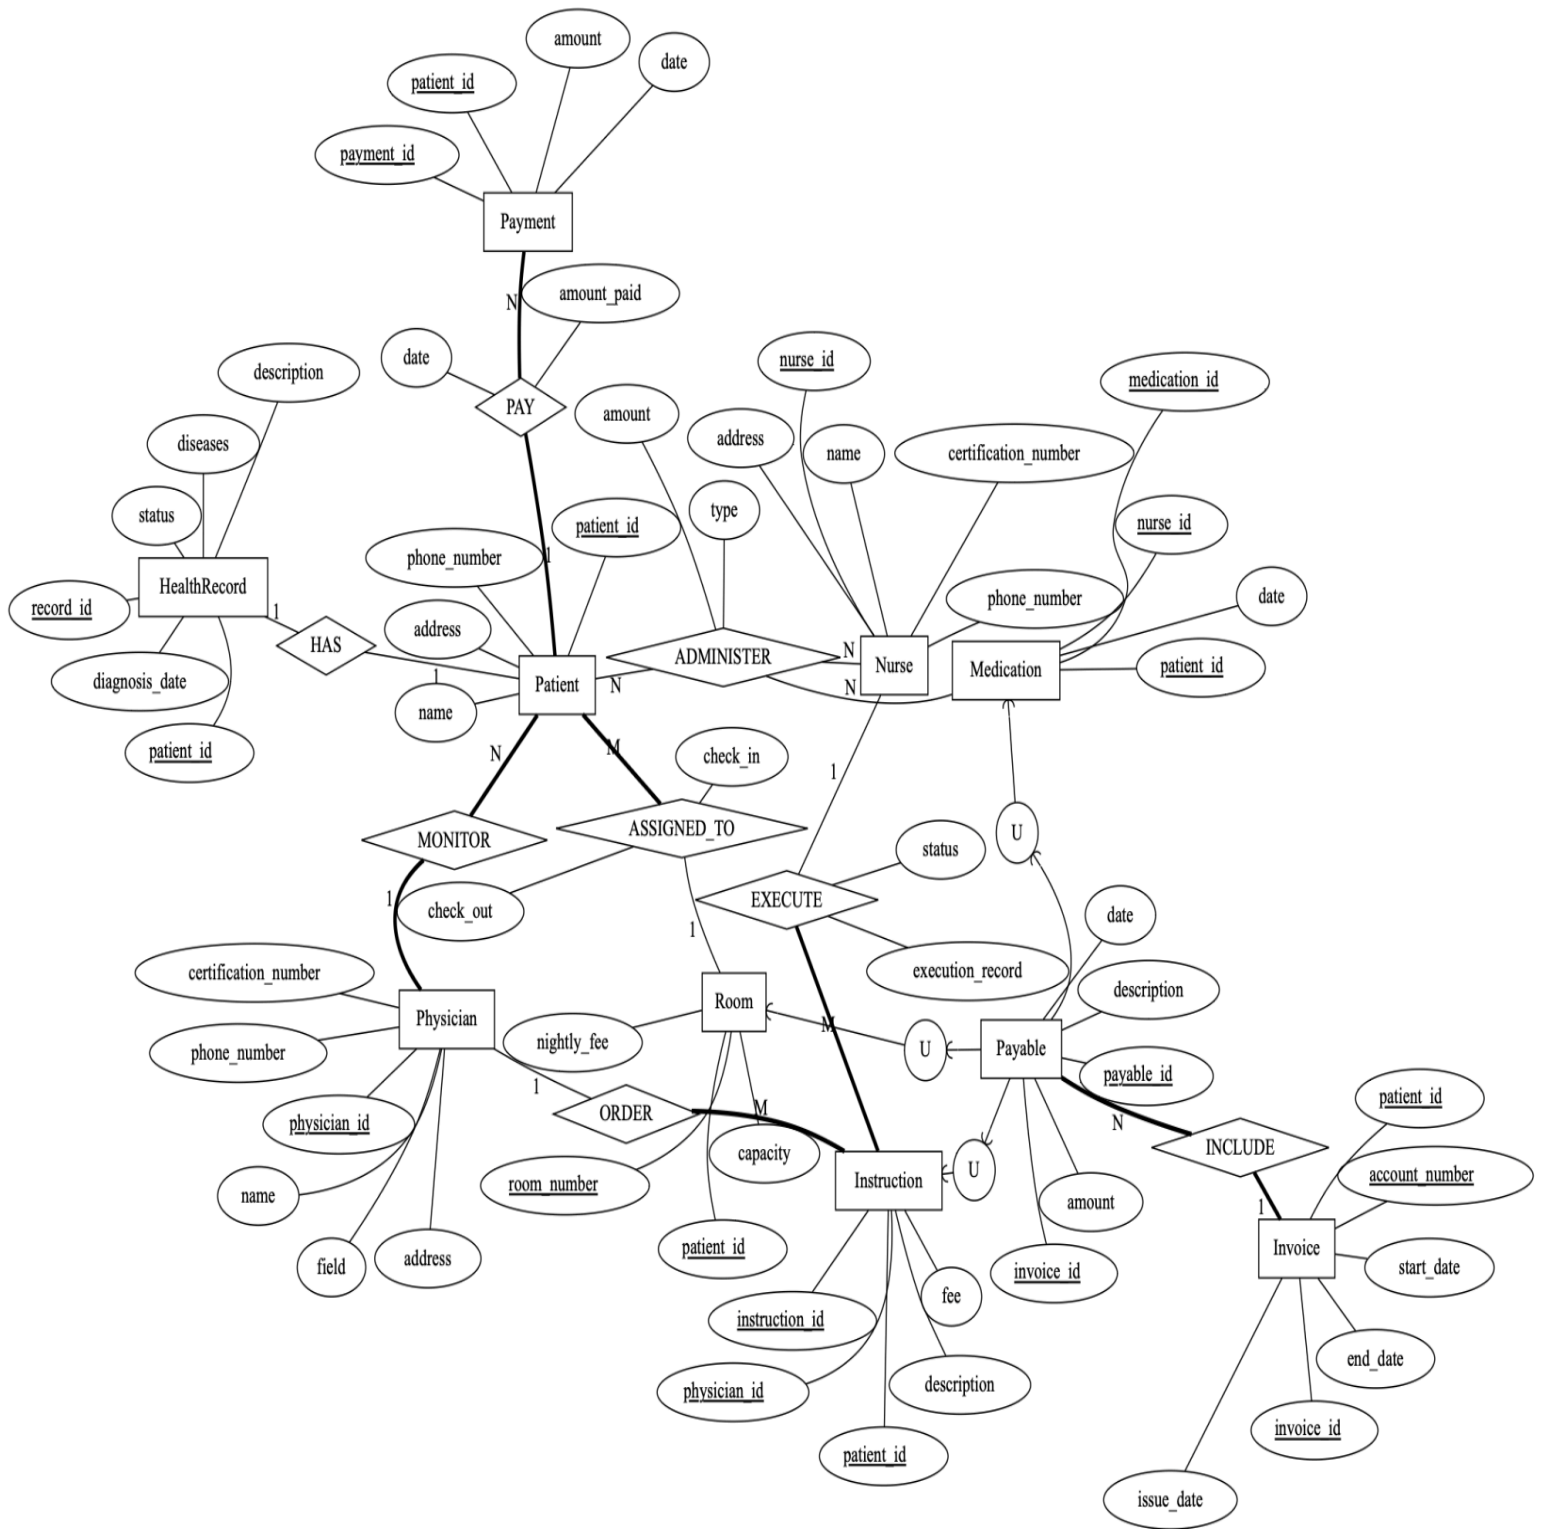 amount
date
patient_id
payment_id
Payment
N
amount_paid
date
PAY
description
diseases
status
HealthRecord
record_id
diagnosis_date
patient_id
1
HAS
1
amount
type
phone_number
patient_id
1
address
name
Patient
N
ADMINISTER
N
N
nurse_id
address
name
certification_number
phone_number
Nurse
medication_id
nurse_id
date
patient_id
Medication
N
M
check_in
MONITOR
ASSIGNED_TO
check_out
1
1
1
status
EXECUTE
execution_record
M
U
certification_number
phone_number
Physician
physician_id
name
field
address
1
ORDER
M
Room
nightly_fee
capacity
room_number
patient_id
U
Payable
date
description
payable_id
amount
invoice_id
U
Instruction
instruction_id
physician_id
patient_id
description
fee
N
INCLUDE
1
Invoice
patient_id
account_number
start_date
end_date
invoice_id
issue_date